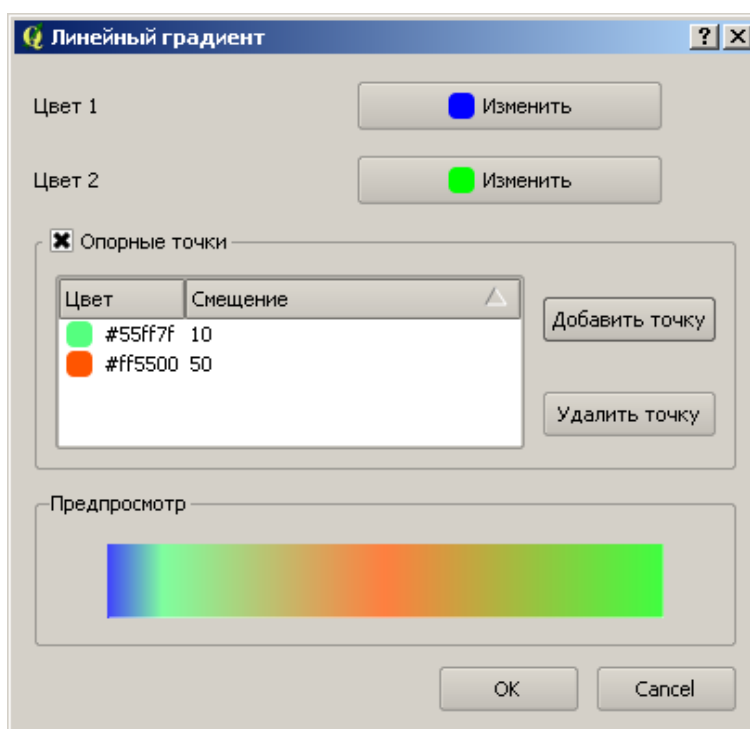 Линейный градиент
Цвет 1
Изменить
Цвет 2
Изменить
Опорные точки
Цвет Смещение
#55ff7f 10
#ff5500 50
Добавить точку
Удалить точку
Предпросмотр
OK Cancel